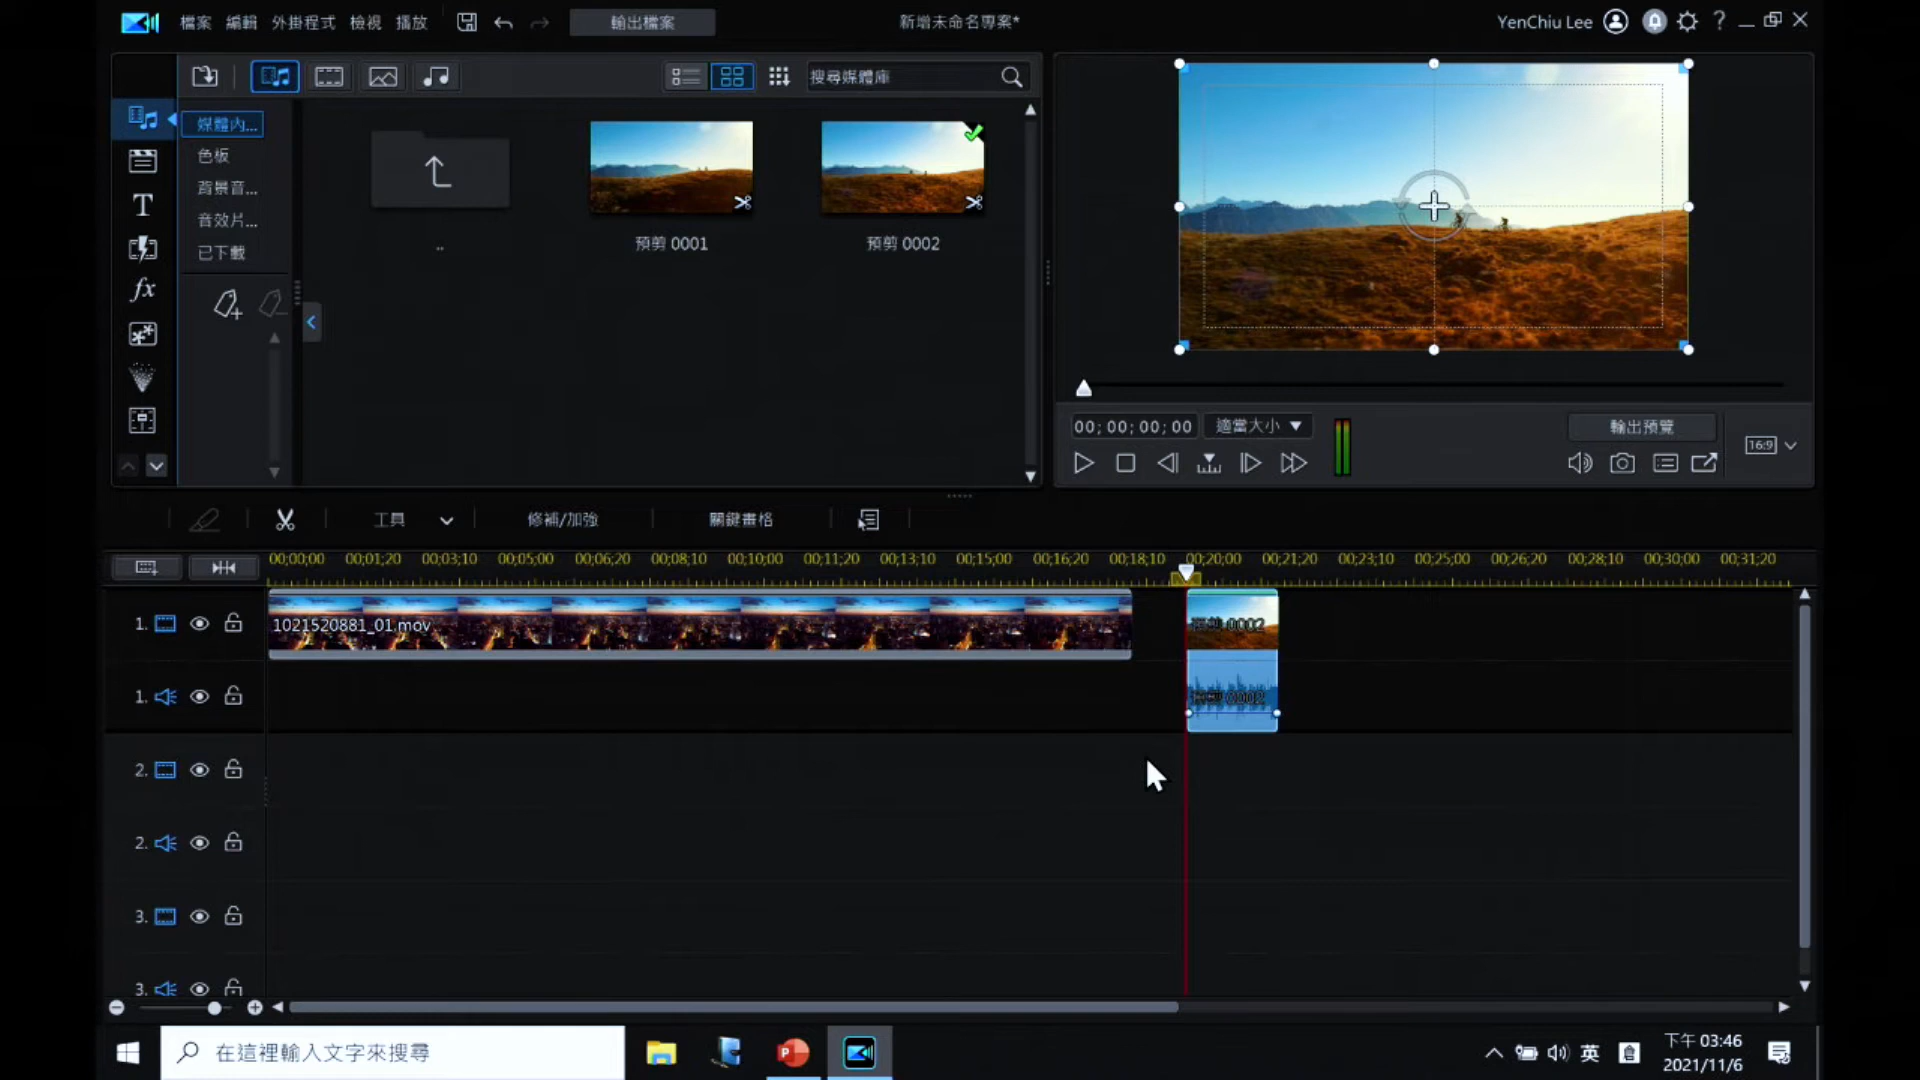 檔案 編輯 外掛程式 檢視 播放 輸出檔案 新增未命名專案* YenChiu Lee ?
搜尋媒體庫
媒體內...
色板
背景音...
音效片...
已下載
T
fx
..
預剪 0001
預剪 0002
00;00;00;00 適當大小 輸出預覽 16:9
工具 修補/加強 關鍵畫格
00;00;00 00;01;20 00;03;10 00;05;00 00;06;20 00;08;10 00;10;00 00;11;20 00;13;10 00;15;00 00;16;20 00;18;10 00;20;00 00;21;20 00;23;10 00;25;00 00;26;20 00;28;10 00;30;00 00;31;20
1. 1021520881_01.mov 預剪 0002
1. 預剪 0002
2.
2.
3.
3.
在這裡輸入文字來搜尋
P
英
下午 03:46
2021/11/6